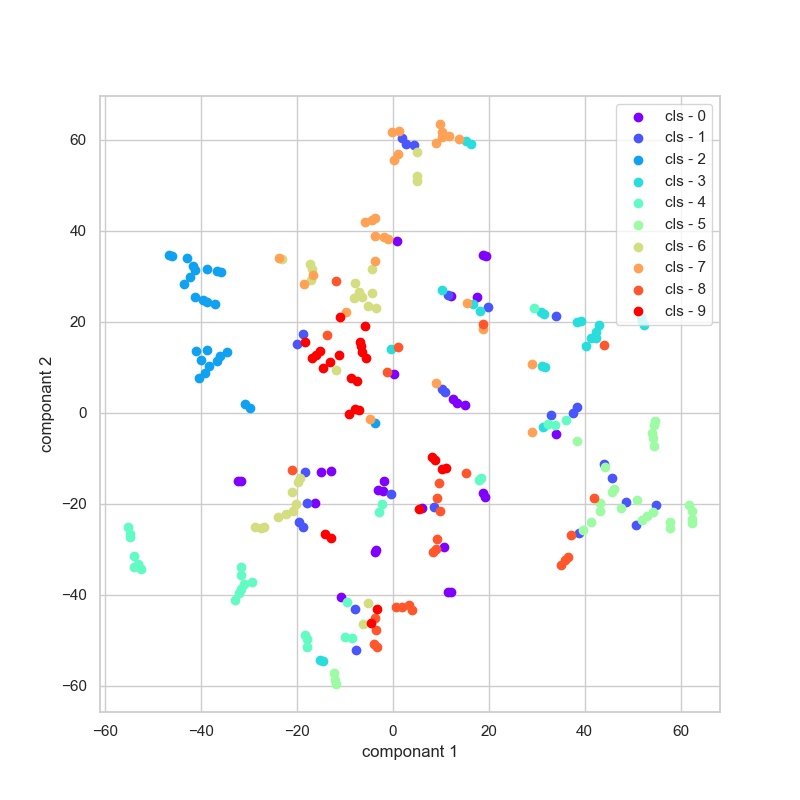 cls - 0
cls - 1
cls - 2
cls - 3
cls - 4
cls - 5
cls - 6
cls - 7
cls - 8
cls - 9
60
40
20
0
−20
−40
−60
componant 2
−60 −40 −20 0 20 40 60
componant 1